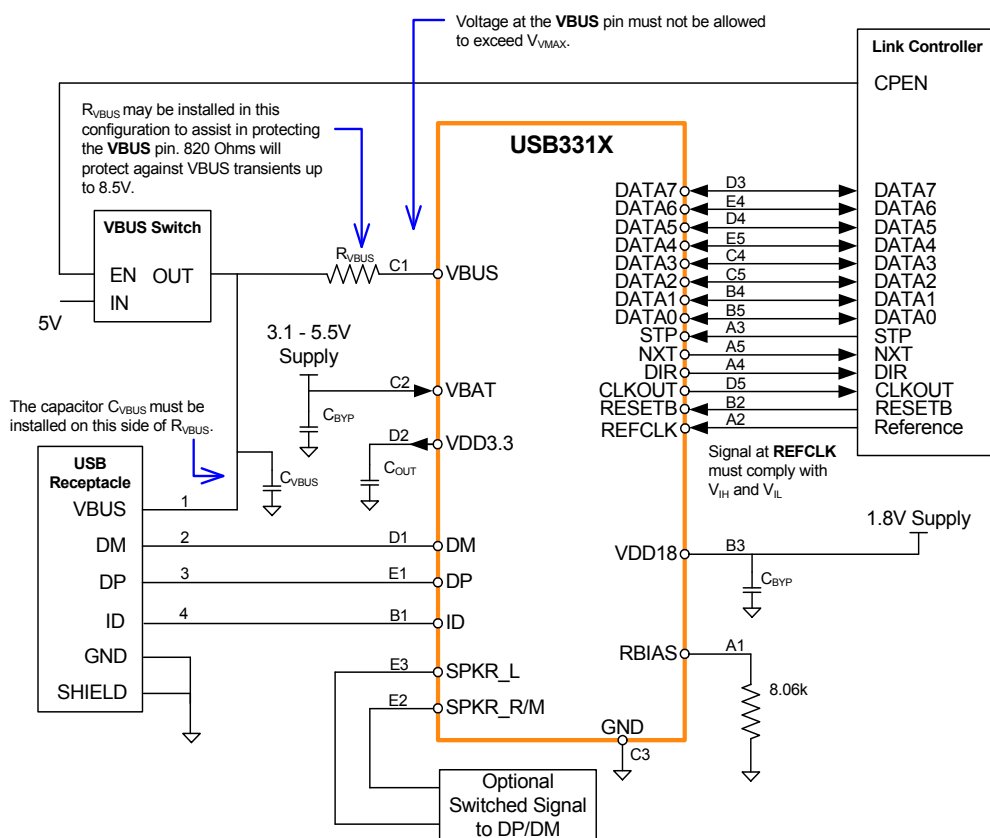 Voltage at the VBUS pin must not be allowed
to exceed VVMAX.
Link Controller
CPEN
RVBUS may be installed in this
configuration to assist in protecting
the VBUS pin. 820 Ohms will
protect against VBUS transients up
to 8.5V.
USB331X
VBUS Switch
EN OUT
IN
5V
RVBUS
C1
VBUS
3.1 - 5.5V
Supply
C2
VBAT
CBYP
D2
VDD3.3
COUT
The capacitor CVBUS must be
installed on this side of RVBUS.
CVBUS
USB
Receptacle
VBUS 1
DM 2 D1 DM
DP 3 E1 DP
ID 4 B1 ID
GND
SHIELD
E3 SPKR_L
E2 SPKR_R/M
DATA7 D3 DATA7
DATA6 E4 DATA6
DATA5 D4 DATA5
DATA4 E5 DATA4
DATA3 C4 DATA3
DATA2 C5 DATA2
DATA1 B4 DATA1
DATA0 B5 DATA0
STP A3 STP
NXT A5 NXT
DIR A4 DIR
CLKOUT D5 CLKOUT
RESETB B2 RESETB
REFCLK A2 Reference
Signal at REFCLK
must comply with
VIH and VIL
1.8V Supply
VDD18 B3
CBYP
RBIAS A1
8.06k
GND
C3
Optional
Switched Signal
to DP/DM